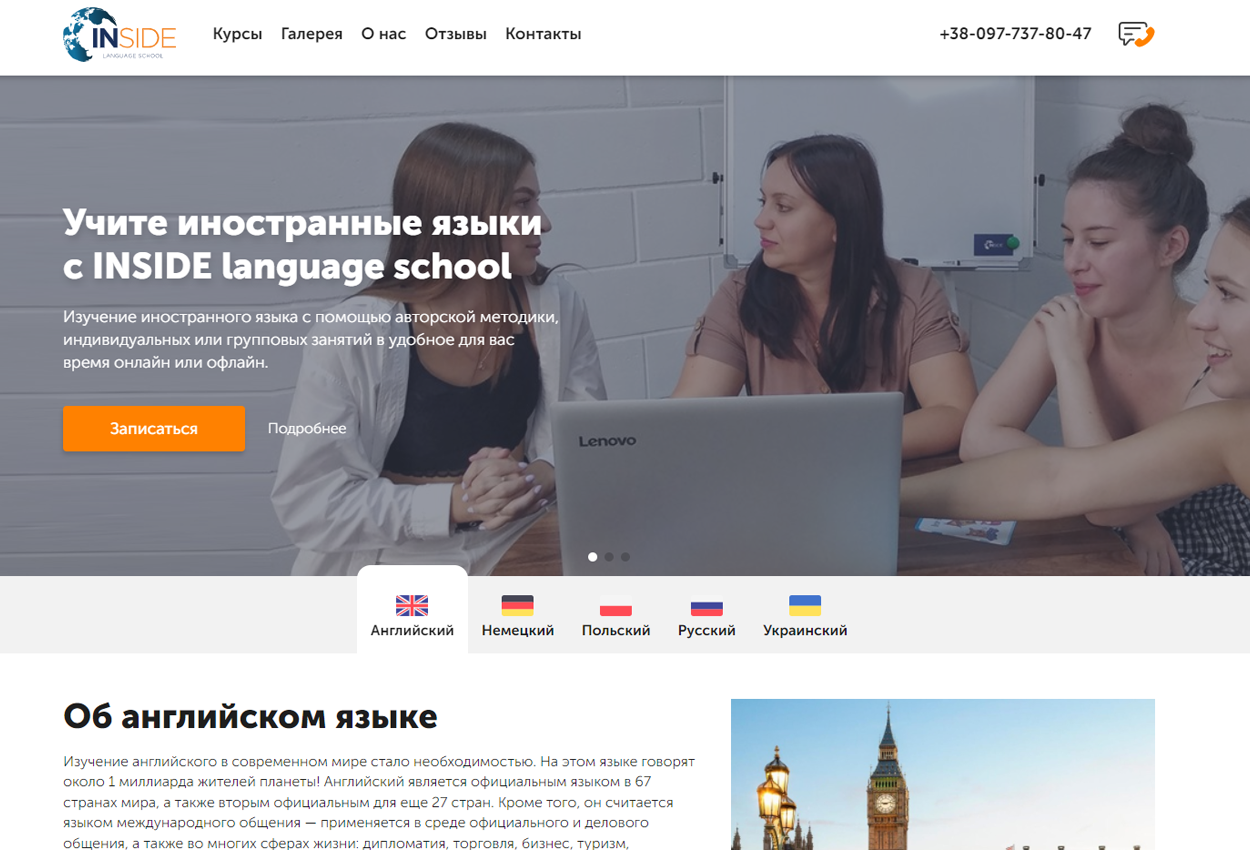 INSIDE
LANGUAGE SCHOOL
Курсы Галерея О нас Отзывы Контакты
+38-097-737-80-47
Учите иностранные языки
с INSIDE language school
Изучение иностранного языка с помощью авторской методики,
индивидуальных или групповых занятий в удобное для вас
время онлайн или офлайн.
Записаться Подробнее
Lenovo
Английский Немецкий Польский Русский Украинский
Об английском языке
Изучение английского в современном мире стало необходимостью. На этом языке говорят
около 1 миллиарда жителей планеты! Английский является официальным языком в 67
странах мира, а также вторым официальным для еще 27 стран. Кроме того, он считается
языком международного общения — применяется в среде официального и делового
общения, а также во многих сферах жизни: дипломатия, торговля, бизнес, туризм,